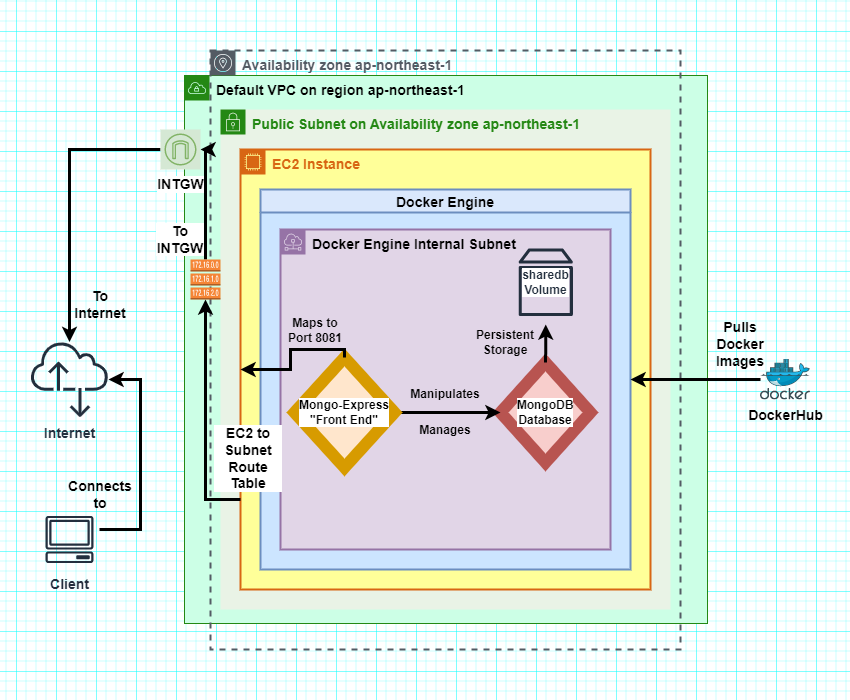 Availability zone ap-northeast-1
Default VPC on region ap-northeast-1
Public Subnet on Availability zone ap-northeast-1
EC2 Instance
INTGW
Docker Engine
To
INTGW
Docker Engine Internal Subnet
172.16.0.0
172.16.1.0
172.16.2.0
sharedb
Volume
To
Internet
Maps to
Port 8081
Persistent
Storage
Pulls
Docker
Images
docker
DockerHub
Mongo-Express
"Front End"
Manipulates
Manages
MongoDB
Database
Internet
EC2 to
Subnet
Route
Table
Connects
to
Client